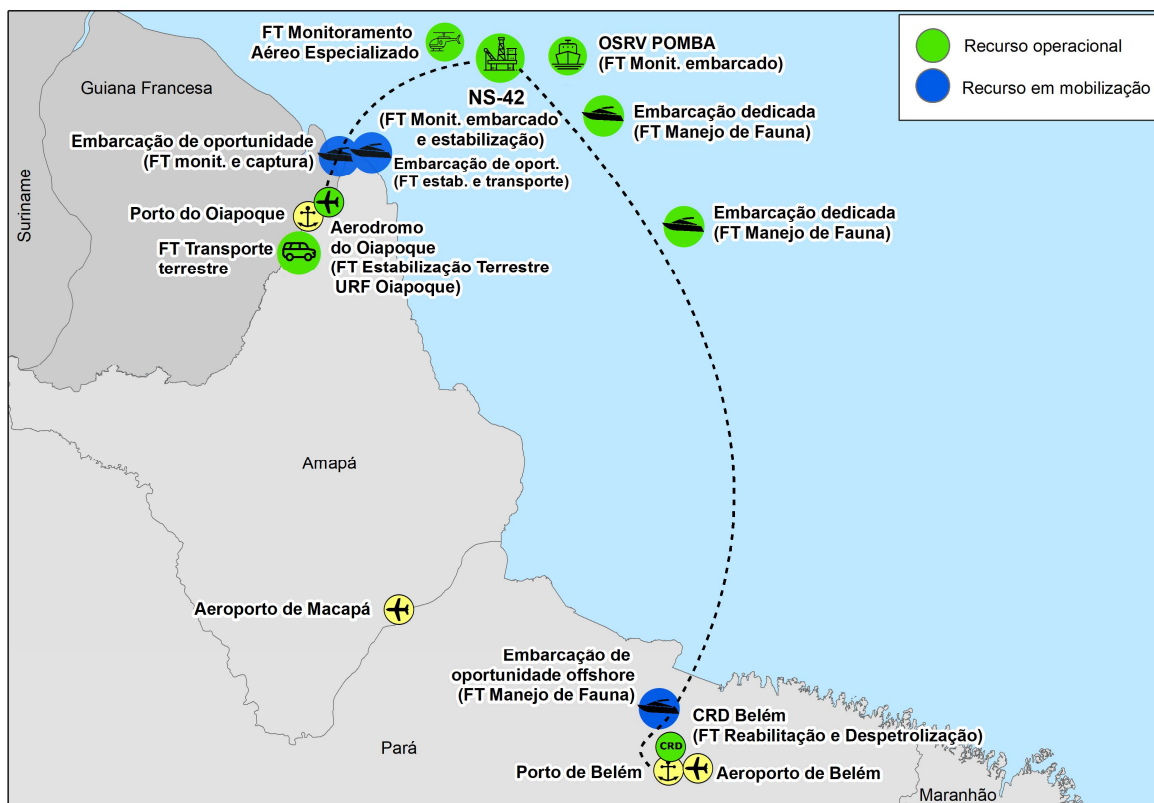 FT Monitoramento
Aéreo Especializado
OSRV POMBA
(FT Monit. embarcado)
Recurso operacional
Recurso em mobilização
Guiana Francesa
NS-42
(FT Monit. embarcado
e estabilização)
Embarcação dedicada
(FT Manejo de Fauna)
Embarcação de oportunidade
(FT monit. e captura)
Embarcação de oport.
(FT estab. e transporte)
Suriname
Porto do Oiapoque
Aerodromo
do Oiapoque
(FT Estabilização Terrestre
URF Oiapoque)
FT Transporte
terrestre
Embarcação dedicada
(FT Manejo de Fauna)
Amapá
Aeroporto de Macapá
Embarcação de
oportunidade offshore
(FT Manejo de Fauna)
CRD Belém
(FT Reabilitação e Despetrolização)
CRD
Pará
Porto de Belém
Aeroporto de Belém
Maranhão